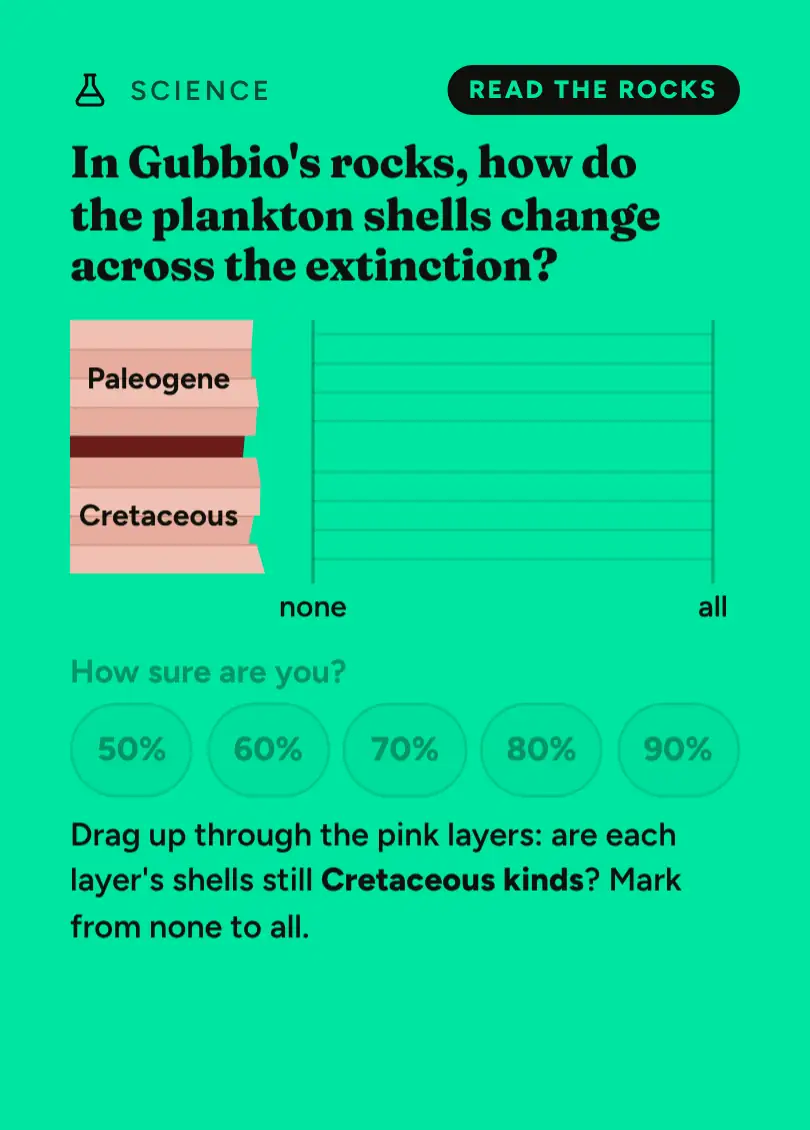 SCIENCE
READ THE ROCKS
In Gubbio's rocks, how do
the plankton shells change
across the extinction?
Paleogene
Cretaceous
none
all
How sure are you?
50%
60%
70%
80%
90%
Drag up through the pink layers: are each
layer's shells still Cretaceous kinds? Mark
from none to all.